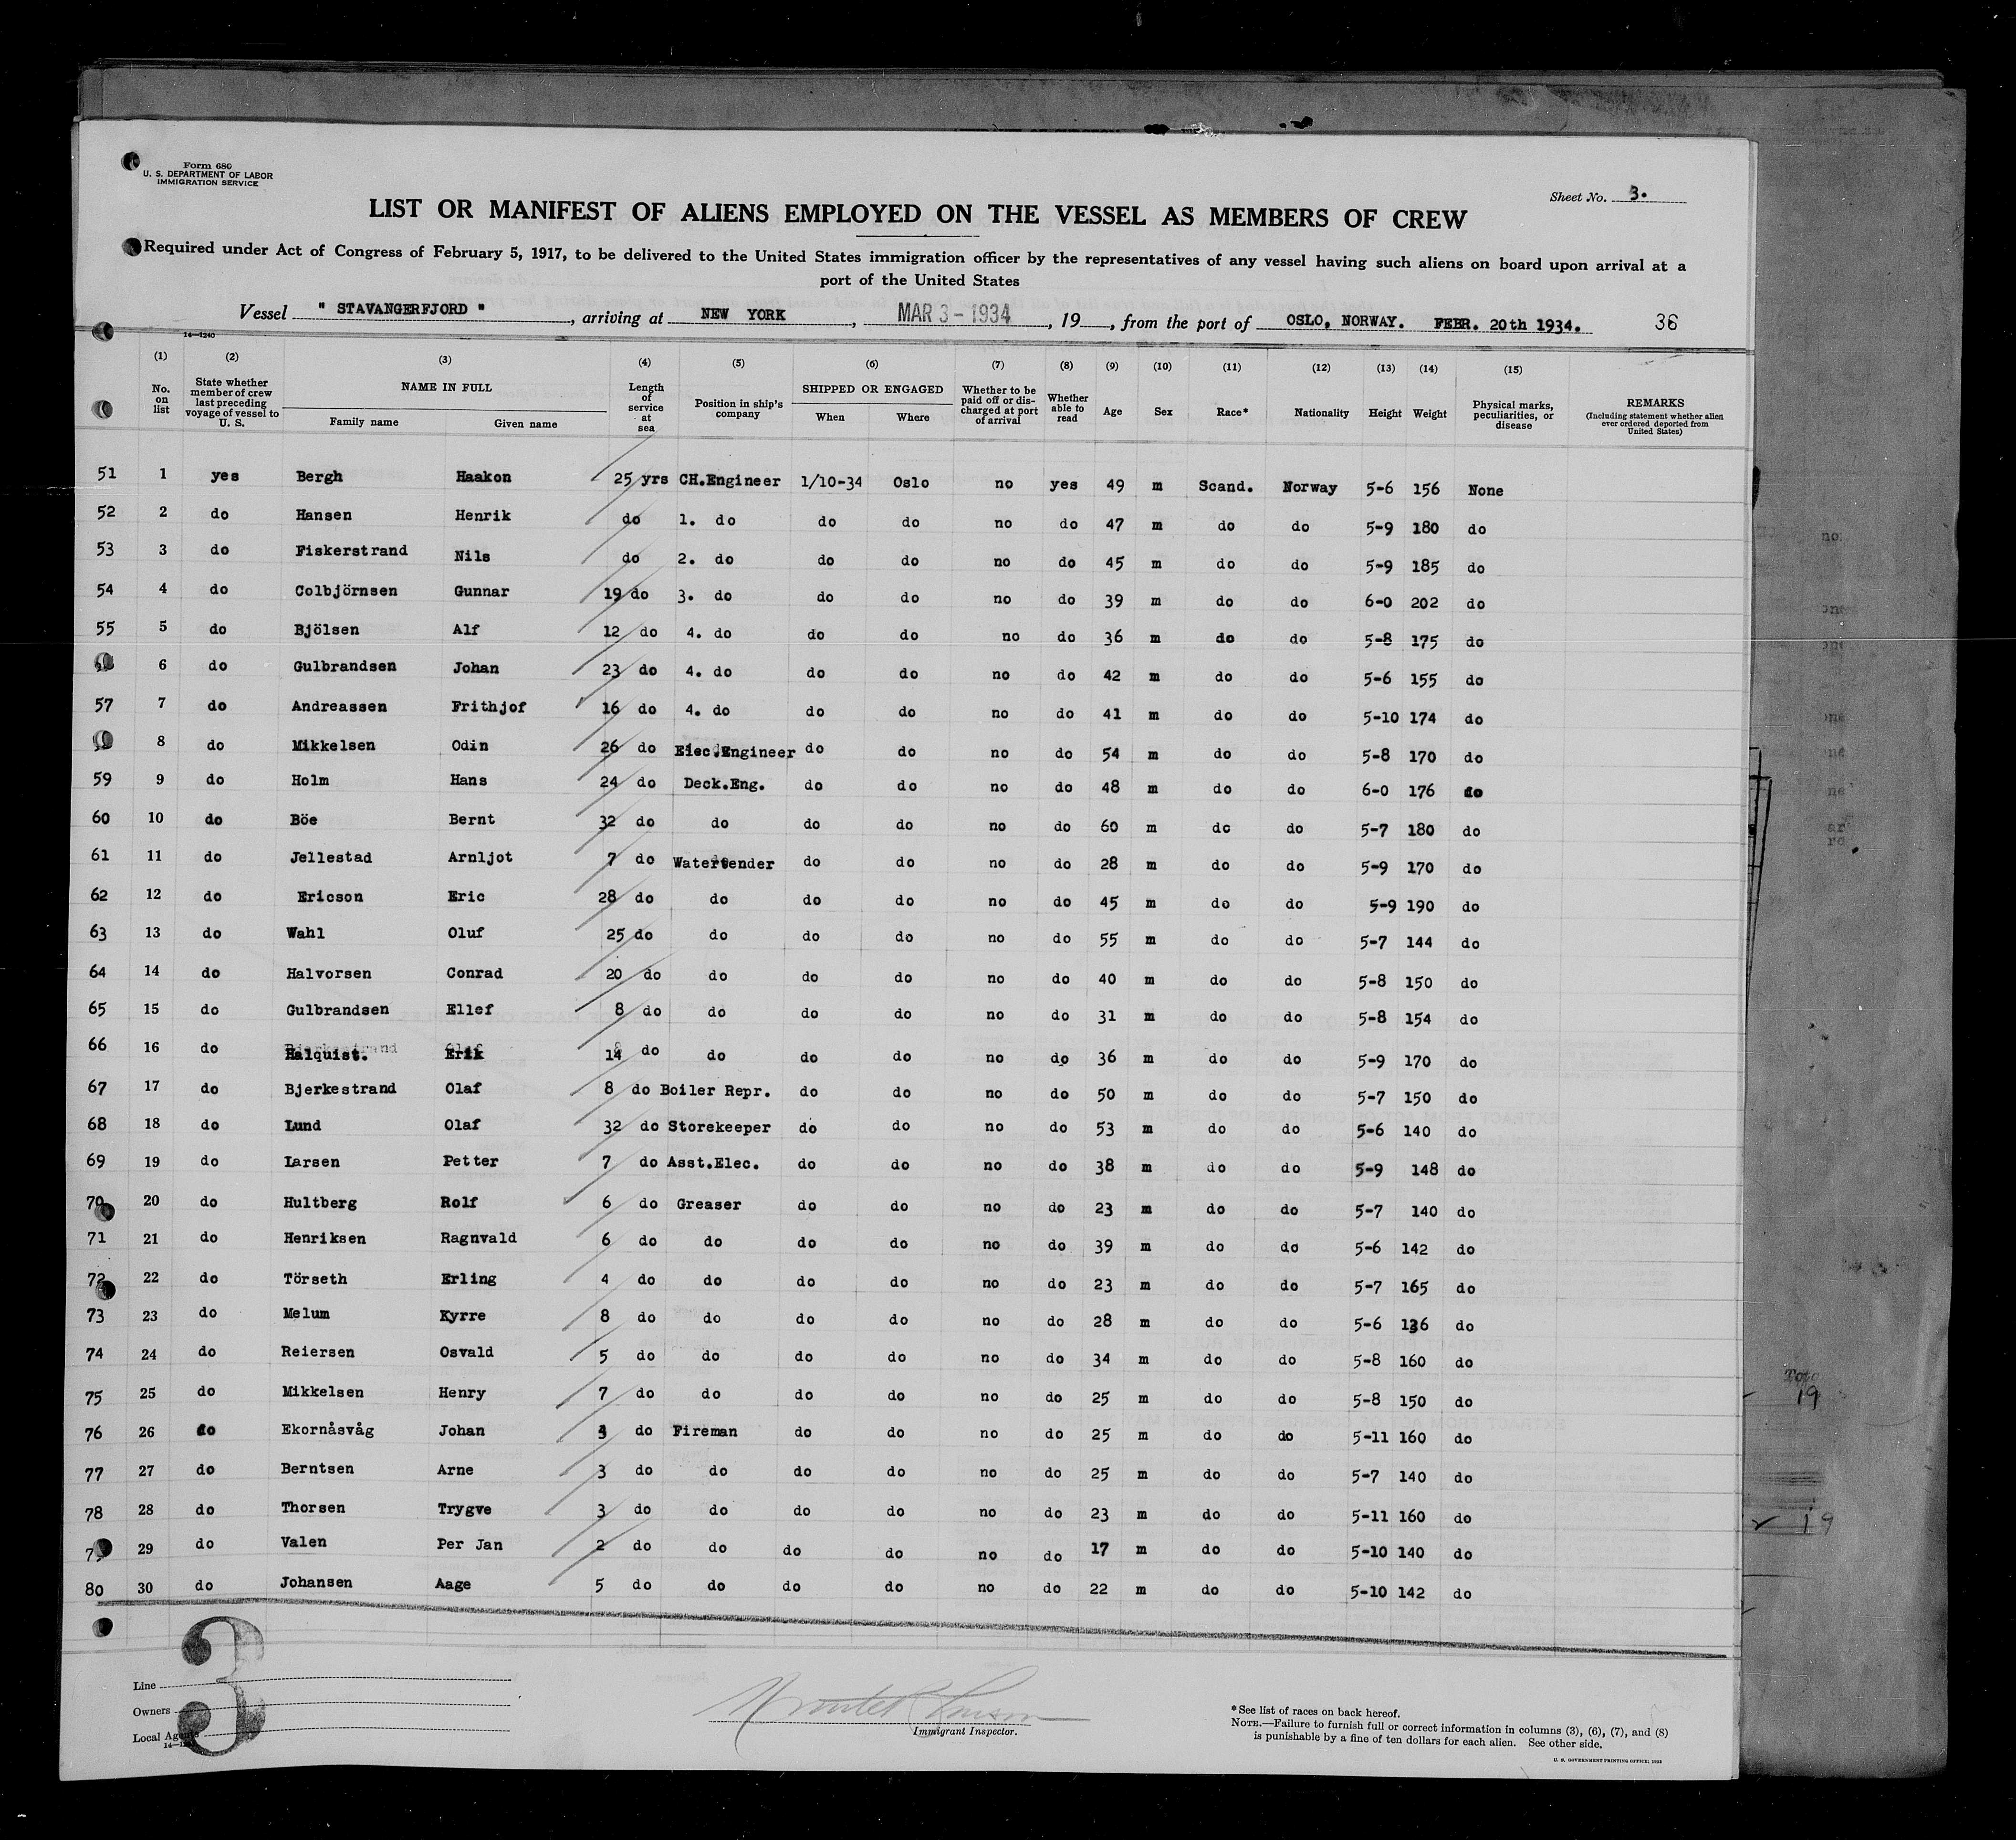 Form 680
U. S. DEPARTMENT OF LABOR
IMMIGRATION SERVICE
Sheet No. 3.
LIST OR MANIFEST OF ALIENS EMPLOYED ON THE VESSEL AS MEMBERS OF CREW
Required under Act of Congress of February 5, 1917, to be delivered to the United States immigration officer by the representatives of any vessel having such aliens on board upon arrival at a
port of the United States
Vessel " STAVANGERFJORD ", arriving at NEW YORK, MAR 3 - 1934, 19, from the port of OSLO, NORWAY. FEBR. 20th 1934. 36
14—1240
(1) (2) (3) (4) (5) (6) (7) (8) (9) (10) (11) (12) (13) (14) (15)
No. on list State whether member of crew last preceding voyage of vessel to U. S. NAME IN FULL Family name Given name Length of service at sea Position in ship's company SHIPPED OR ENGAGED When Where Whether to be paid off or discharged at port of arrival Whether able to read Age Sex Race* Nationality Height Weight Physical marks, peculiarities, or disease REMARKS (Including statement whether alien ever ordered deported from United States)
51 1 yes Bergh Haakon 25 yrs CH.Engineer 1/10-34 Oslo no yes 49 m Scand. Norway 5-6 156 None
52 2 do Hansen Henrik do 1. do do do no do 47 m do do 5-9 180 do
53 3 do Fiskerstrand Nils do 2. do do do no do 45 m do do 5-9 185 do
54 4 do Colbjörnsen Gunnar 19 do 3. do do do no do 39 m do do 6-0 202 do
55 5 do Bjölsen Alf 12 do 4. do do do no do 36 m do do 5-8 175 do
6 do Gulbrandsen Johan 23 do 4. do do do no do 42 m do do 5-6 155 do
57 7 do Andreassen Frithjof 16 do 4. do do do no do 41 m do do 5-10 174 do
8 do Mikkelsen Odin 26 do Elec.Engineer do do no do 54 m do do 5-8 170 do
59 9 do Holm Hans 24 do Deck.Eng. do do no do 48 m do do 6-0 176 do
60 10 do Böe Bernt 32 do do do do no do 60 m do do 5-7 180 do
61 11 do Jellestad Arnljot 7 do Watertender do do no do 28 m do do 5-9 170 do
62 12 do Ericson Eric 28 do do do do no do 45 m do do 5-9 190 do
63 13 do Wahl Oluf 25 do do do do no do 55 m do do 5-7 144 do
64 14 do Halvorsen Conrad 20 do do do do no do 40 m do do 5-8 150 do
65 15 do Gulbrandsen Ellef 8 do do do do no do 31 m do do 5-8 154 do
66 16 do Halquist. Erik 14 do do do do no do 36 m do do 5-9 170 do
67 17 do Bjerkestrand Olaf 8 do Boiler Repr. do do no do 50 m do do 5-7 150 do
68 18 do Lund Olaf 32 do Storekeeper do do no do 53 m do do 5-6 140 do
69 19 do Larsen Petter 7 do Asst.Elec. do do no do 38 m do do 5-9 148 do
70 20 do Hultberg Rolf 6 do Greaser do do no do 23 m do do 5-7 140 do
71 21 do Henriksen Ragnvald 6 do do do do no do 39 m do do 5-6 142 do
72 22 do Törseth Erling 4 do do do do no do 23 m do do 5-7 165 do
73 23 do Melum Kyrre 8 do do do do no do 28 m do do 5-6 136 do
74 24 do Reiersen Osvald 5 do do do do no do 34 m do do 5-8 160 do
75 25 do Mikkelsen Henry 7 do do do do no do 25 m do do 5-8 150 do
76 26 do Ekornåsvåg Johan do Fireman do do no do 25 m do do 5-11 160 do
77 27 do Berntsen Arne 3 do do do do no do 25 m do do 5-7 140 do
78 28 do Thorsen Trygve 3 do do do do no do 23 m do do 5-11 160 do
29 do Valen Per Jan 2 do do do do no do 17 m do do 5-10 140 do
80 30 do Johansen Aage 5 do do do do no do 22 m do do 5-10 142 do
3
Line
Owners
Local Agents
Immigrant Inspector.
* See list of races on back hereof.
NOTE.—Failure to furnish full or correct information in columns (3), (6), (7), and (8)
is punishable by a fine of ten dollars for each alien. See other side.
U. S. GOVERNMENT PRINTING OFFICE: 1933
19
19